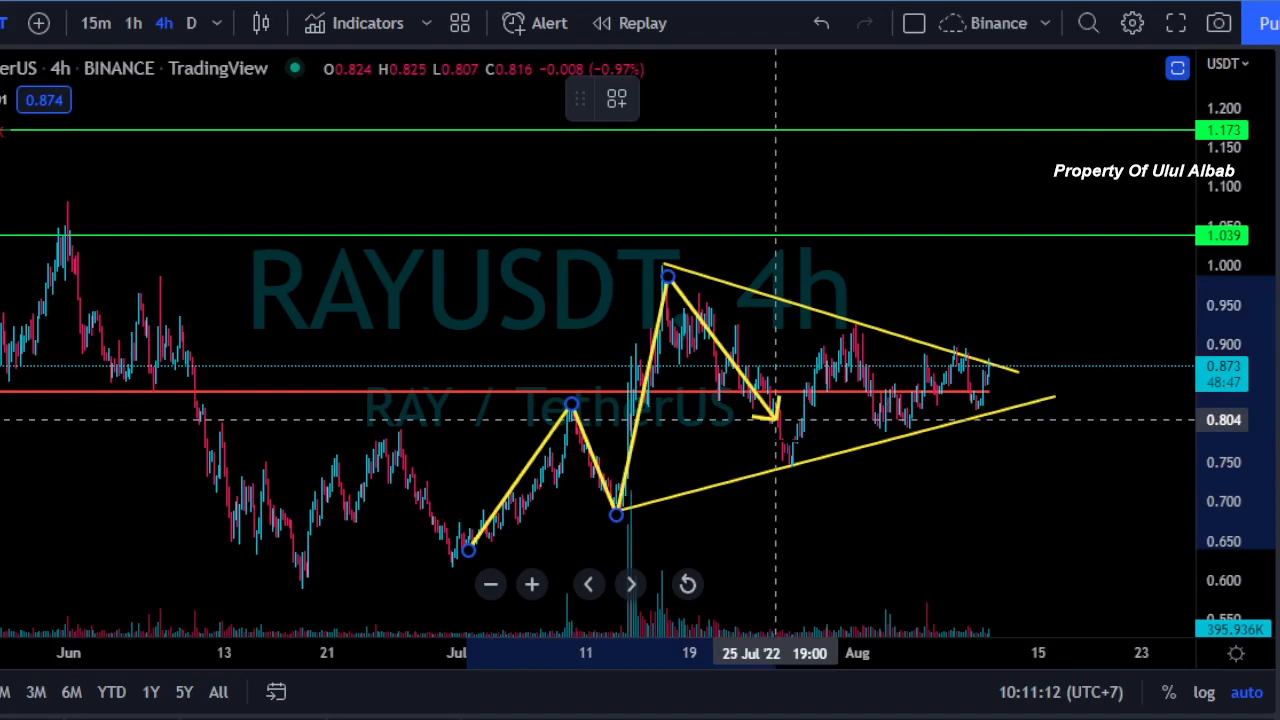 T 15m 1h 4h D Indicators Alert Replay Binance Pu
erUS · 4h · BINANCE · TradingView O0.824 H0.825 L0.807 C0.816 -0.008 (-0.97%) USDT
01 0.874
1.200
1.173
1.150
Property Of Ulul Albab
1.100
1.050
1.039
RAYUSDT, 4h
1.000
0.950
0.900
0.873
48:47
RAY / TetherUS
0.804
0.750
0.700
0.650
0.600
0.550
395.936K
Jun 13 21 Jul 11 19 25 Jul '22 19:00 Aug 15 23
M 3M 6M YTD 1Y 5Y All 10:11:12 (UTC+7) % log auto